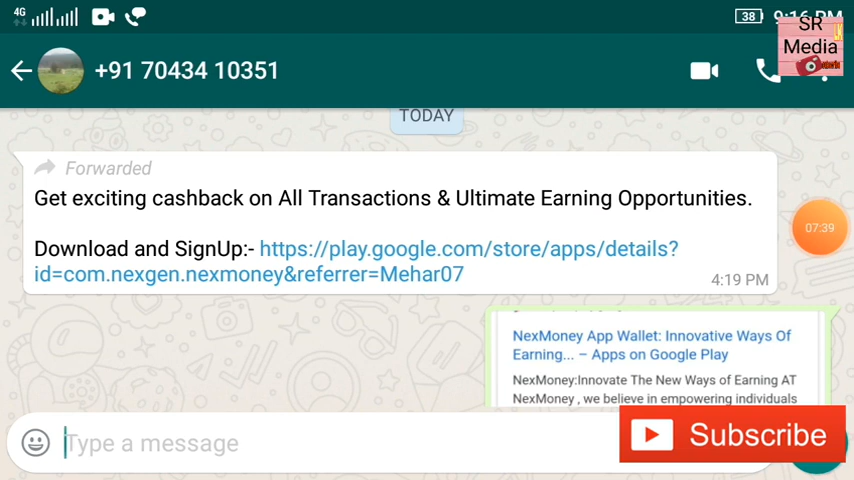 4G
38
9:16 PM
SR
Media
+91 70434 10351
TODAY
Forwarded
Get exciting cashback on All Transactions & Ultimate Earning Opportunities.
Download and SignUp:- https://play.google.com/store/apps/details?
id=com.nexgen.nexmoney&referrer=Mehar07
4:19 PM
07:39
NexMoney App Wallet: Innovative Ways Of
Earning... – Apps on Google Play
NexMoney:Innovate The New Ways of Earning AT
NexMoney , we believe in empowering individuals
Type a message
Subscribe